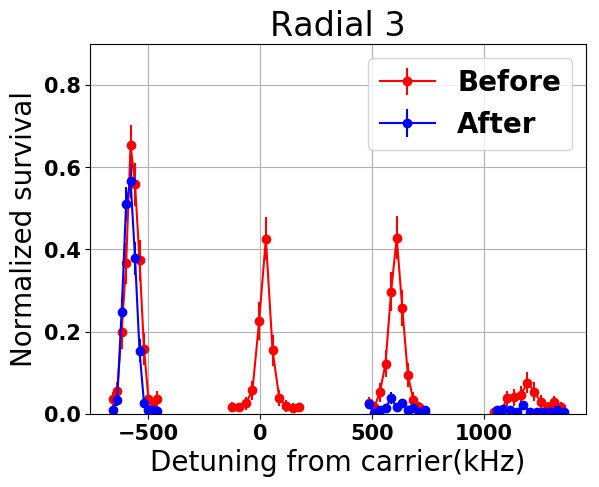 Radial 3
Normalized survival
0.8
0.6
0.4
0.2
0.0
Before
After
−500
0
500
1000
Detuning from carrier(kHz)